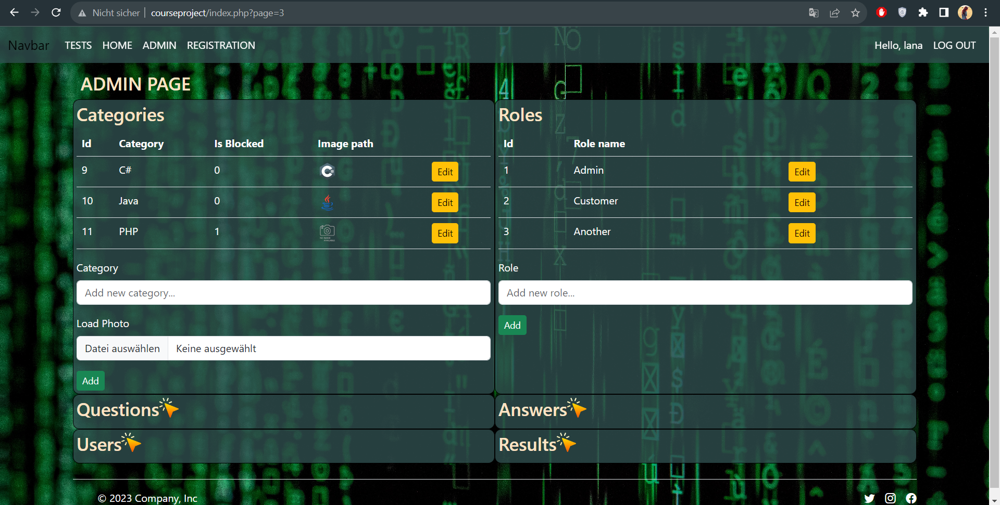 Nicht sicher courseproject/index.php?page=3
Navbar TESTS HOME ADMIN REGISTRATION Hello, lana LOG OUT
ADMIN PAGE
Categories
Id Category Is Blocked Image path
9 C# 0 Edit
10 Java 0 Edit
11 PHP 1 Edit
Category
Add new category...
Load Photo
Datei auswählen Keine ausgewählt
Add
Roles
Id Role name
1 Admin Edit
2 Customer Edit
3 Another Edit
Role
Add new role...
Add
Questions
Answers
Users
Results
© 2023 Company, Inc